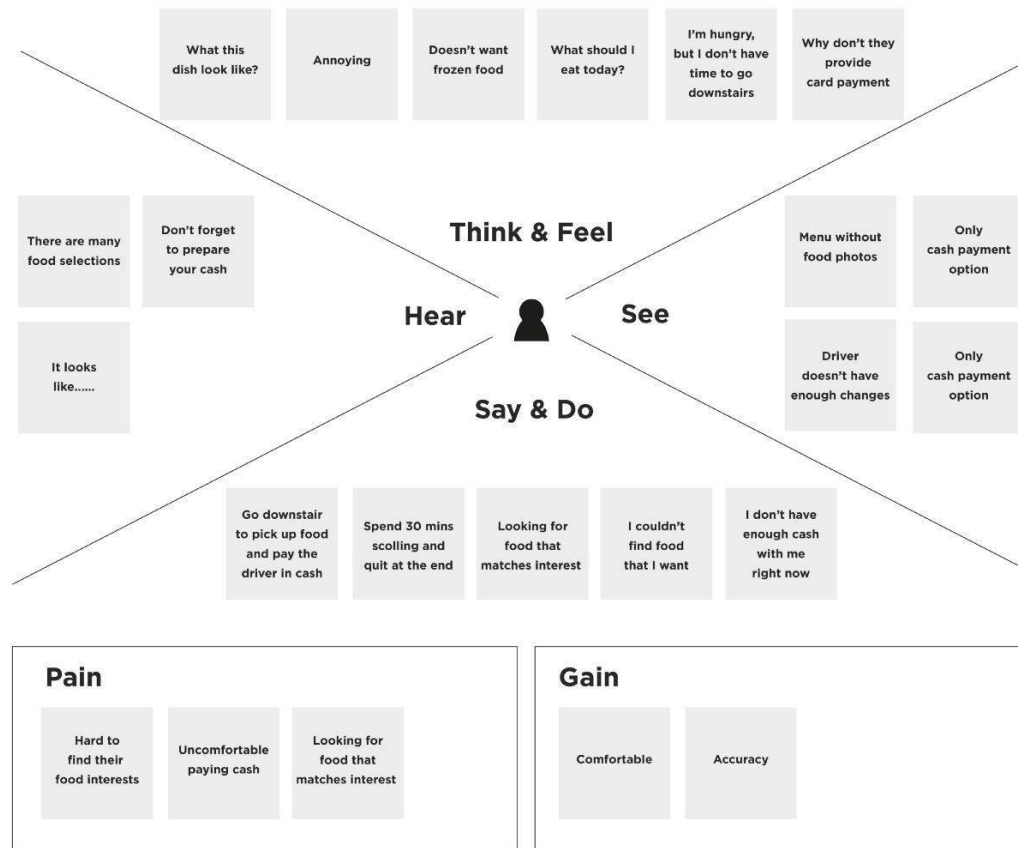 What this
dish look like?
Annoying
Doesn't want
frozen food
What should I
eat today?
I'm hungry,
but I don't have
time to go
downstairs
Why don't they
provide
card payment
Think & Feel
There are many
food selections
Don't forget
to prepare
your cash
It looks
like......
Hear
See
Menu without
food photos
Only
cash payment
option
Driver
doesn't have
enough changes
Only
cash payment
option
Say & Do
Go downstair
to pick up food
and pay the
driver in cash
Spend 30 mins
scolling and
quit at the end
Looking for
food that
matches interest
I couldn't
find food
that I want
I don't have
enough cash
with me
right now
Pain
Hard to
find their
food interests
Uncomfortable
paying cash
Looking for
food that
matches interest
Gain
Comfortable
Accuracy